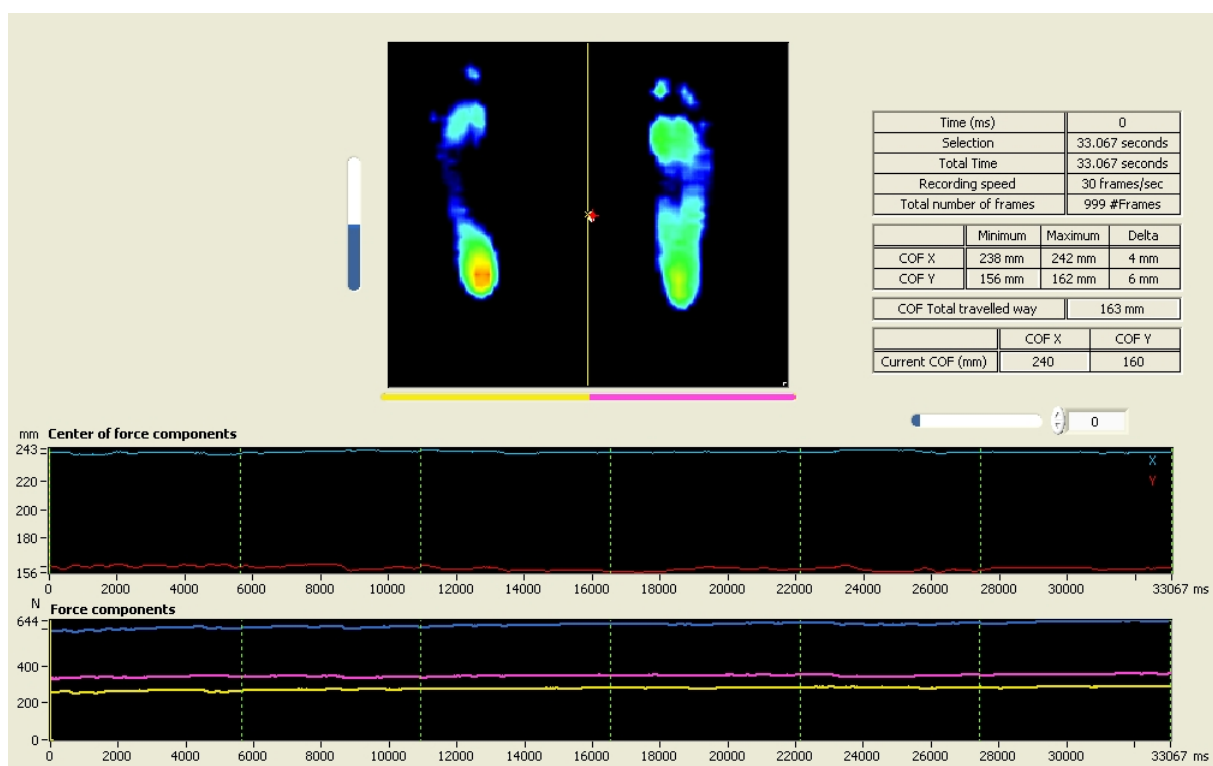 Time (ms) 0
Selection 33.067 seconds
Total Time 33.067 seconds
Recording speed 30 frames/sec
Total number of frames 999 #Frames
Minimum Maximum Delta
COF X 238 mm 242 mm 4 mm
COF Y 156 mm 162 mm 6 mm
COF Total travelled way 163 mm
COF X COF Y
Current COF (mm) 240 160
0
mm Center of force components
243
220
200
180
156
X
Y
0 2000 4000 6000 8000 10000 12000 14000 16000 18000 20000 22000 24000 26000 28000 30000 33067 ms
N Force components
644
400
200
0
0 2000 4000 6000 8000 10000 12000 14000 16000 18000 20000 22000 24000 26000 28000 30000 33067 ms